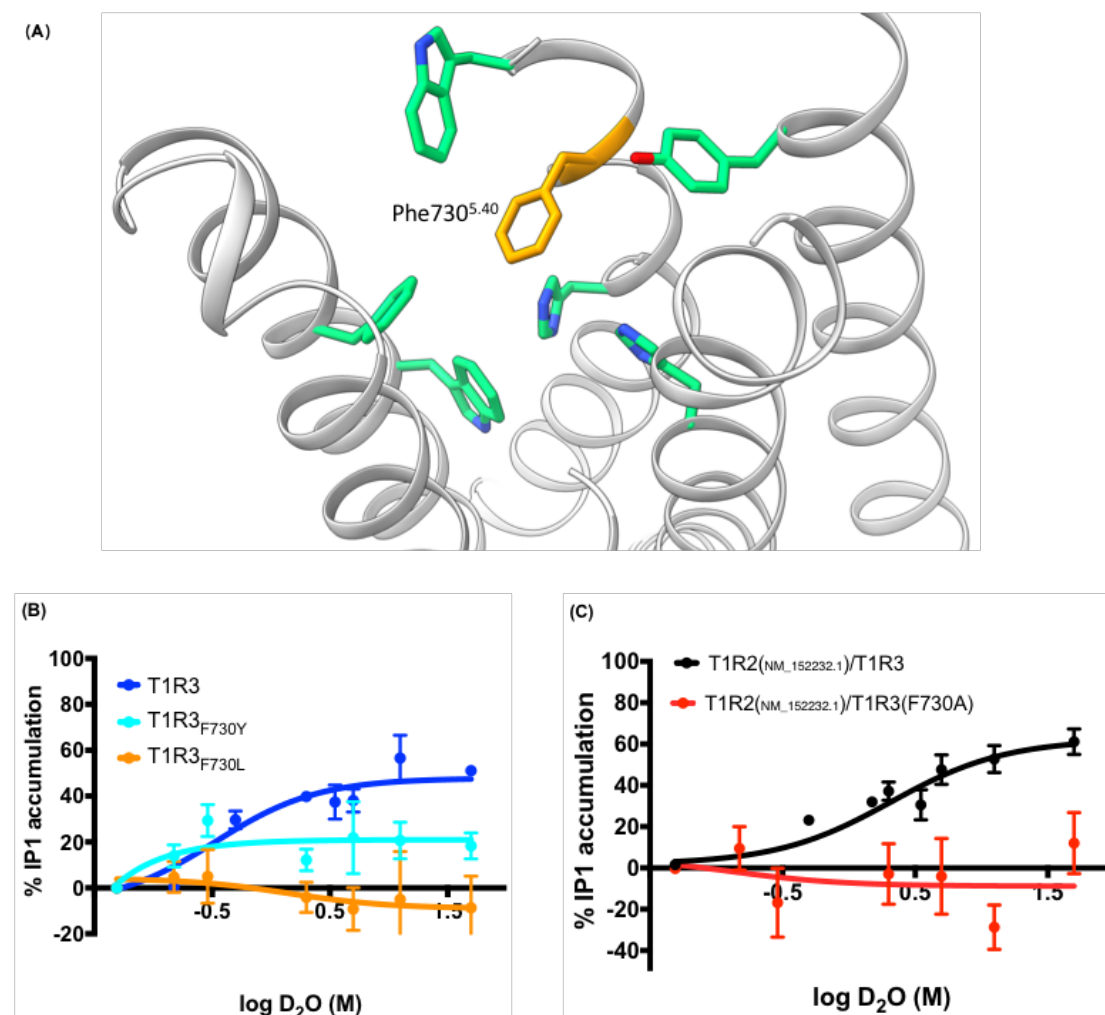 (A)
Phe730^5.40
(B)
100
80
60
40
20
0
-20
% IP1 accumulation
T1R3
T1R3F730Y
T1R3F730L
-0.5
0.5
1.5
log D2O (M)
(C)
100
80
60
40
20
0
-20
-40
% IP1 accumulation
T1R2(NM_152232.1)/T1R3
T1R2(NM_152232.1)/T1R3(F730A)
-0.5
0.5
1.5
log D2O (M)